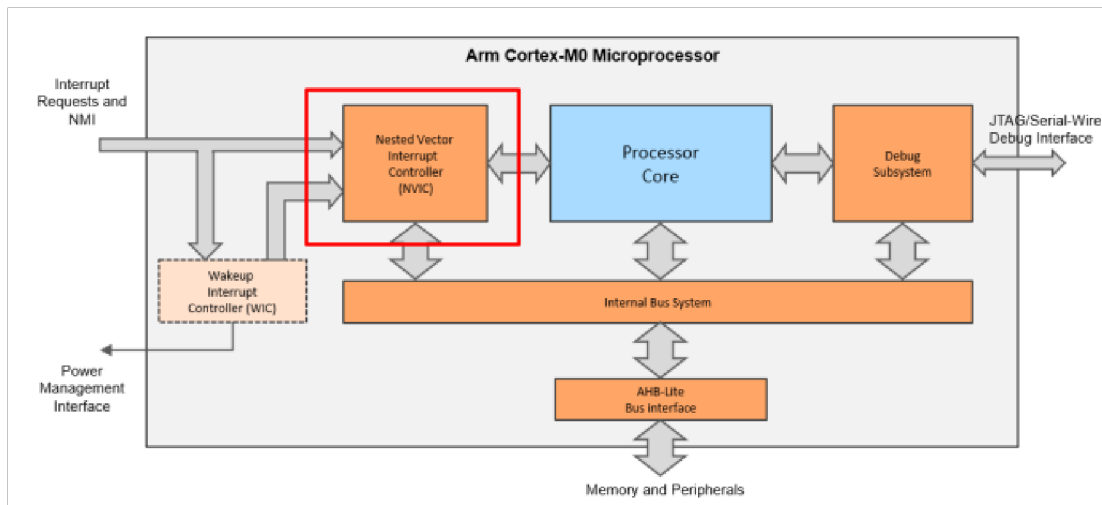 Arm Cortex-M0 Microprocessor
Interrupt
Requests and
NMI
Nested Vector
Interrupt
Controller
(NVIC)
Processor
Core
Debug
Subsystem
JTAG/Serial-Wire
Debug Interface
Wakeup
Interrupt
Controller (WIC)
Internal Bus System
Power
Management
Interface
AHB-Lite
Bus Interface
Memory and Peripherals